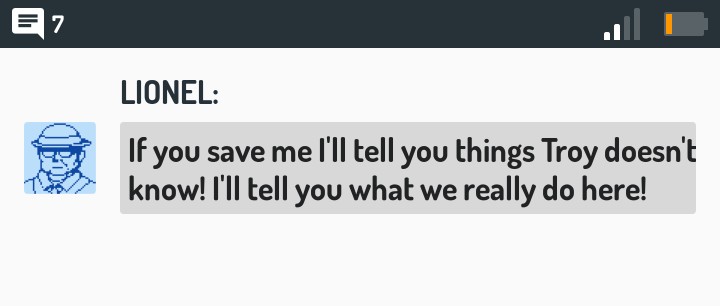 7
LIONEL:
If you save me I'll tell you things Troy doesn't
know! I'll tell you what we really do here!